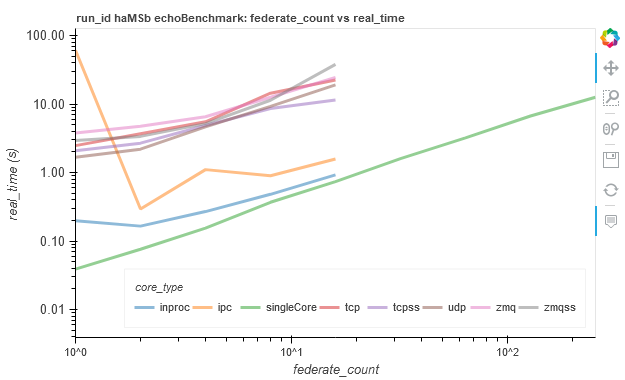 run_id haMSb echoBenchmark: federate_count vs real_time
100.00
10.00
1.00
0.10
0.01
real_time (s)
core_type
inproc ipc singleCore tcp tcpss udp zmq zmqss
10^0 10^1 10^2
federate_count